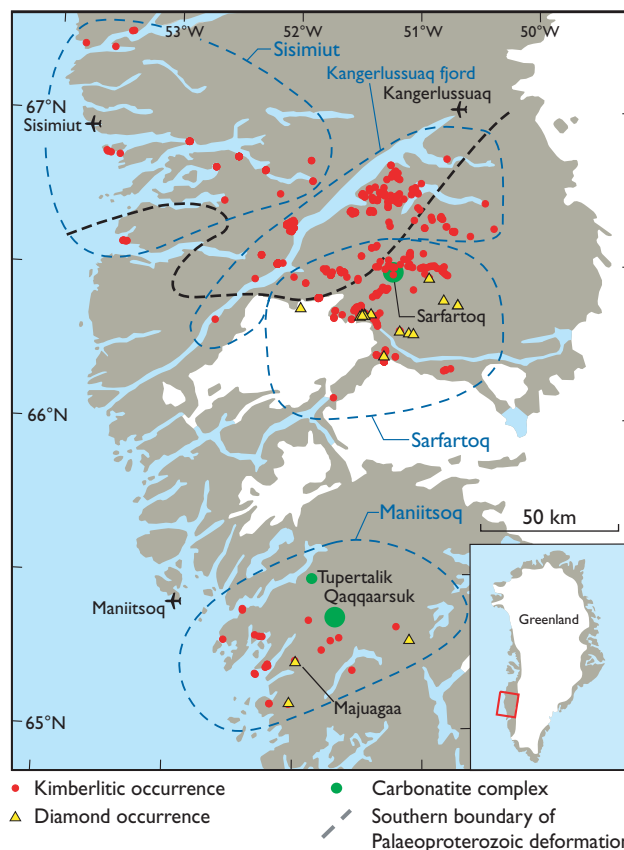 53°W
52°W
51°W
50°W
Sisimiut
Kangerlussuaq fjord
67°N
Kangerlussuaq
Sisimiut
Sarfartoq
66°N
Sarfartoq
Maniitsoq
50 km
Tupertalik
Qaqqaarsuk
Maniitsoq
Greenland
Majuagaa
65°N
Kimberlitic occurrence
Carbonatite complex
Diamond occurrence
Southern boundary of
Palaeoproterozoic deformation